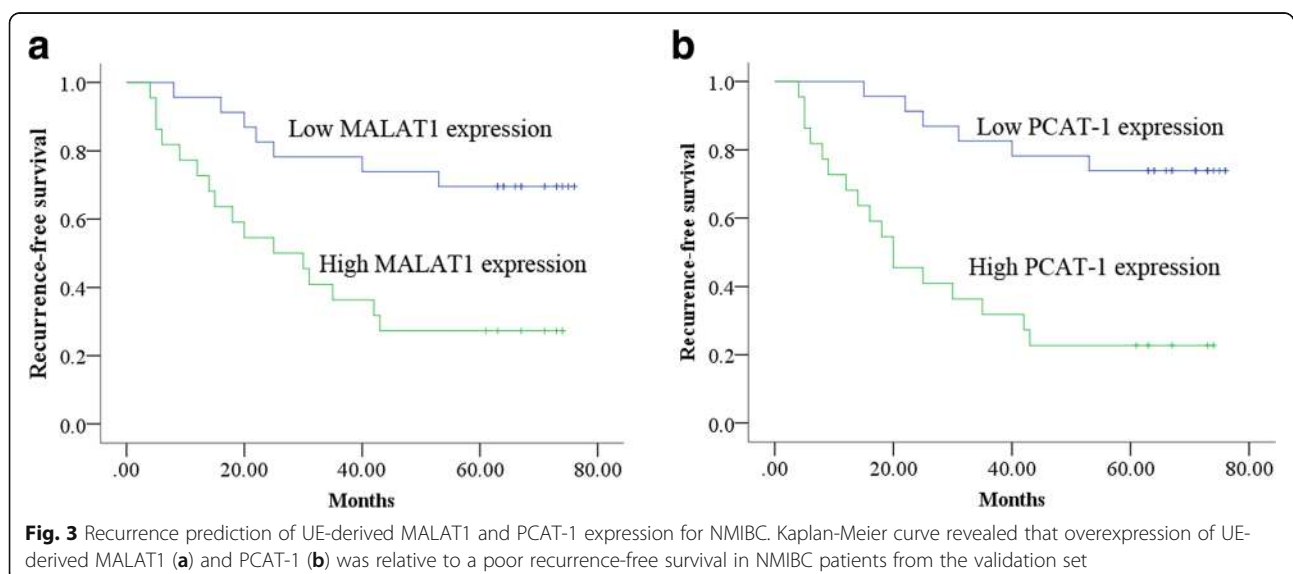 a
1.0
0.8
0.6
0.4
0.2
0.0
Recurrence-free survival
Low MALAT1 expression
High MALAT1 expression
.00 20.00 40.00 60.00 80.00
Months
b
1.0
0.8
0.6
0.4
0.2
0.0
Recurrence-free survival
Low PCAT-1 expression
High PCAT-1 expression
.00 20.00 40.00 60.00 80.00
Months
Fig. 3 Recurrence prediction of UE-derived MALAT1 and PCAT-1 expression for NMIBC. Kaplan-Meier curve revealed that overexpression of UE-
derived MALAT1 (a) and PCAT-1 (b) was relative to a poor recurrence-free survival in NMIBC patients from the validation set